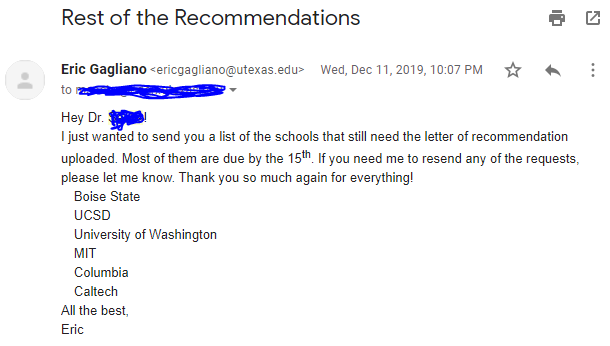 Rest of the Recommendations
Eric Gagliano <ericgagliano@utexas.edu> Wed, Dec 11, 2019, 10:07 PM
to
Hey Dr. !
I just wanted to send you a list of the schools that still need the letter of recommendation
uploaded. Most of them are due by the 15th. If you need me to resend any of the requests,
please let me know. Thank you so much again for everything!
Boise State
UCSD
University of Washington
MIT
Columbia
Caltech
All the best,
Eric